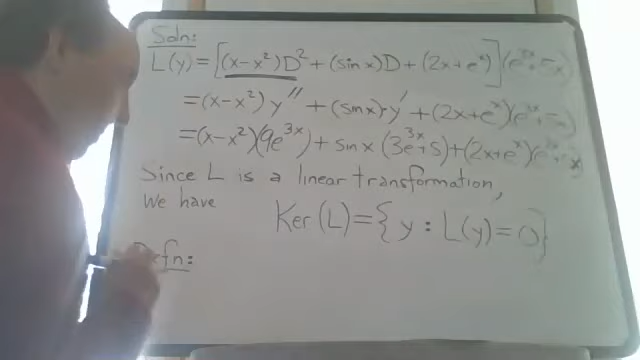 Soln:
L(y) = [(x-x²)D² + (sin x)D + (2x+eˣ)](e³ˣ+5x)
= (x-x²) y'' + (sin x)·y' + (2x+eˣ)(e³ˣ+5x)
= (x-x²)(9e³ˣ) + sin x (3e³ˣ+5) + (2x+eˣ)(e³ˣ+5x
Since L is a linear transformation,
we have Ker(L) = { y : L(y) = 0 }
Defn: